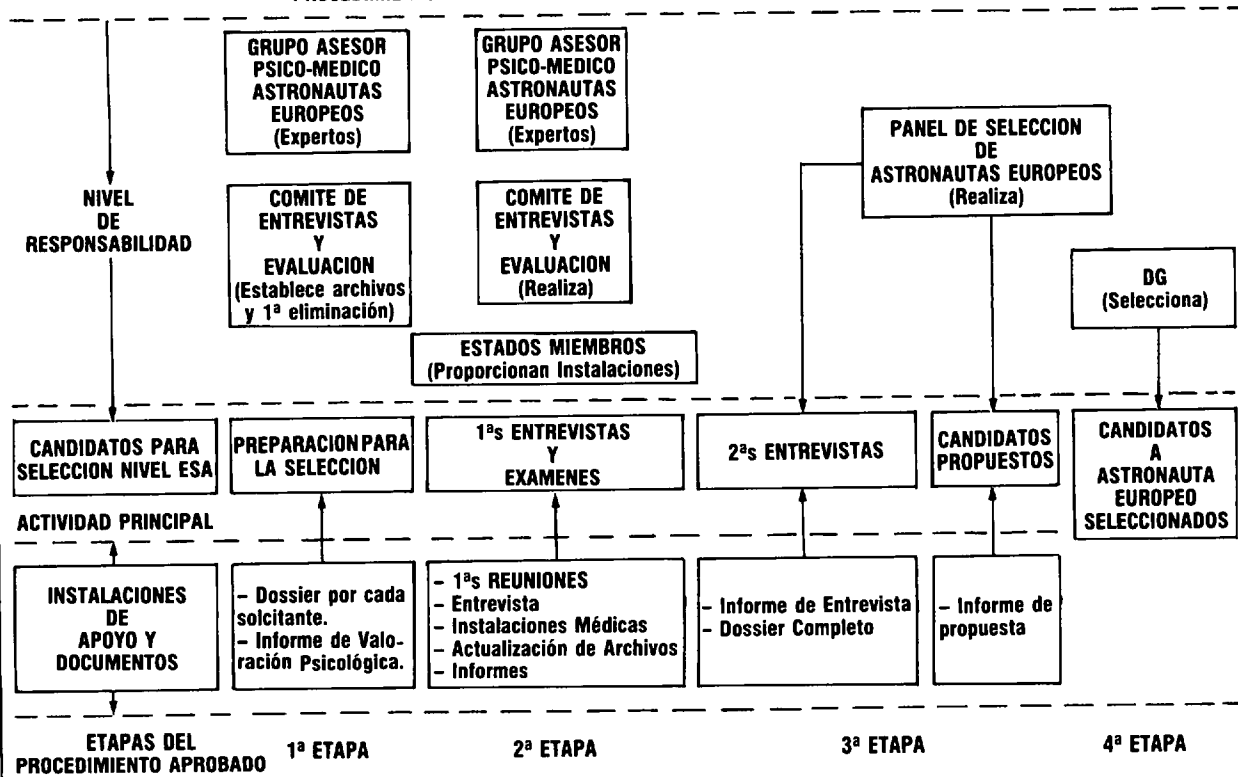 GRUPO ASESOR
PSICO-MEDICO
ASTRONAUTAS
EUROPEOS
(Expertos)
GRUPO ASESOR
PSICO-MEDICO
ASTRONAUTAS
EUROPEOS
(Expertos)
PANEL DE SELECCION
DE
ASTRONAUTAS EUROPEOS
(Realiza)
NIVEL
DE
RESPONSABILIDAD
COMITE DE
ENTREVISTAS
Y
EVALUACION
(Establece archivos
y 1ª eliminación)
COMITE DE
ENTREVISTAS
Y
EVALUACION
(Realiza)
DG
(Selecciona)
ESTADOS MIEMBROS
(Proporcionan Instalaciones)
CANDIDATOS PARA
SELECCION NIVEL ESA
PREPARACION PARA
LA SELECCION
1ªs ENTREVISTAS
Y
EXAMENES
2ªs ENTREVISTAS
CANDIDATOS
PROPUESTOS
CANDIDATOS
A
ASTRONAUTA
EUROPEO
SELECCIONADOS
ACTIVIDAD PRINCIPAL
INSTALACIONES
DE
APOYO Y
DOCUMENTOS
– Dossier por cada
solcitante.
– Informe de Valo-
ración Psicológica.
– 1ªs REUNIONES
– Entrevista
– Instalaciones Médicas
– Actualización de Archivos
– Informes
– Informe de Entrevista
– Dossier Completo
– Informe de
propuesta
ETAPAS DEL
PROCEDIMIENTO APROBADO
1ª ETAPA
2ª ETAPA
3ª ETAPA
4ª ETAPA